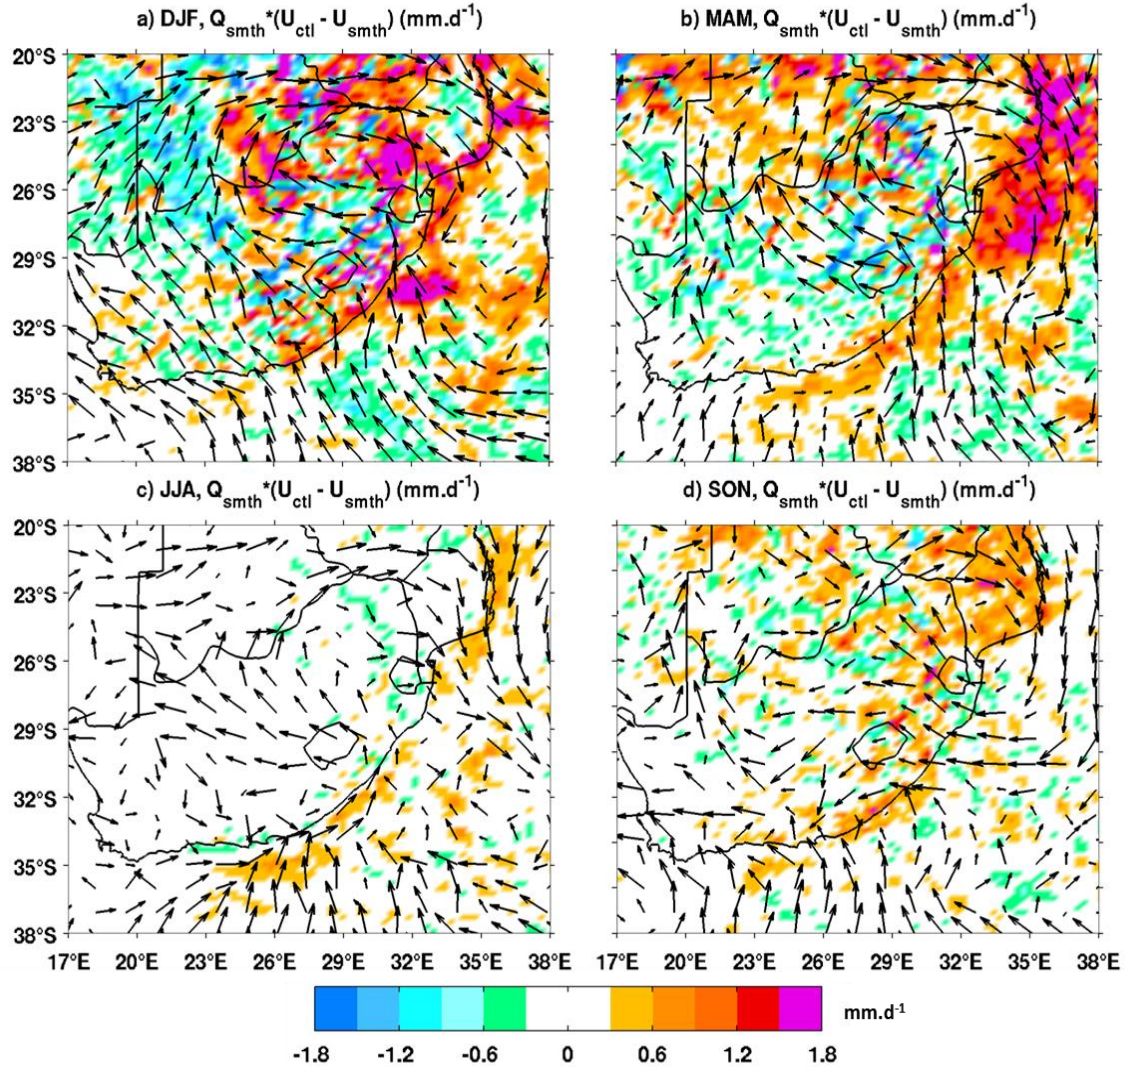 a) DJF, Q_smth*(U_ctl - U_smth) (mm.d⁻¹)
b) MAM, Q_smth*(U_ctl - U_smth) (mm.d⁻¹)
20°S
23°S
26°S
29°S
32°S
35°S
38°S
c) JJA, Q_smth*(U_ctl - U_smth) (mm.d⁻¹)
d) SON, Q_smth*(U_ctl - U_smth) (mm.d⁻¹)
20°S
23°S
26°S
29°S
32°S
35°S
38°S
17°E 20°E 23°E 26°E 29°E 32°E 35°E 38°E
17°E 20°E 23°E 26°E 29°E 32°E 35°E 38°E
mm.d⁻¹
-1.8 -1.2 -0.6 0 0.6 1.2 1.8